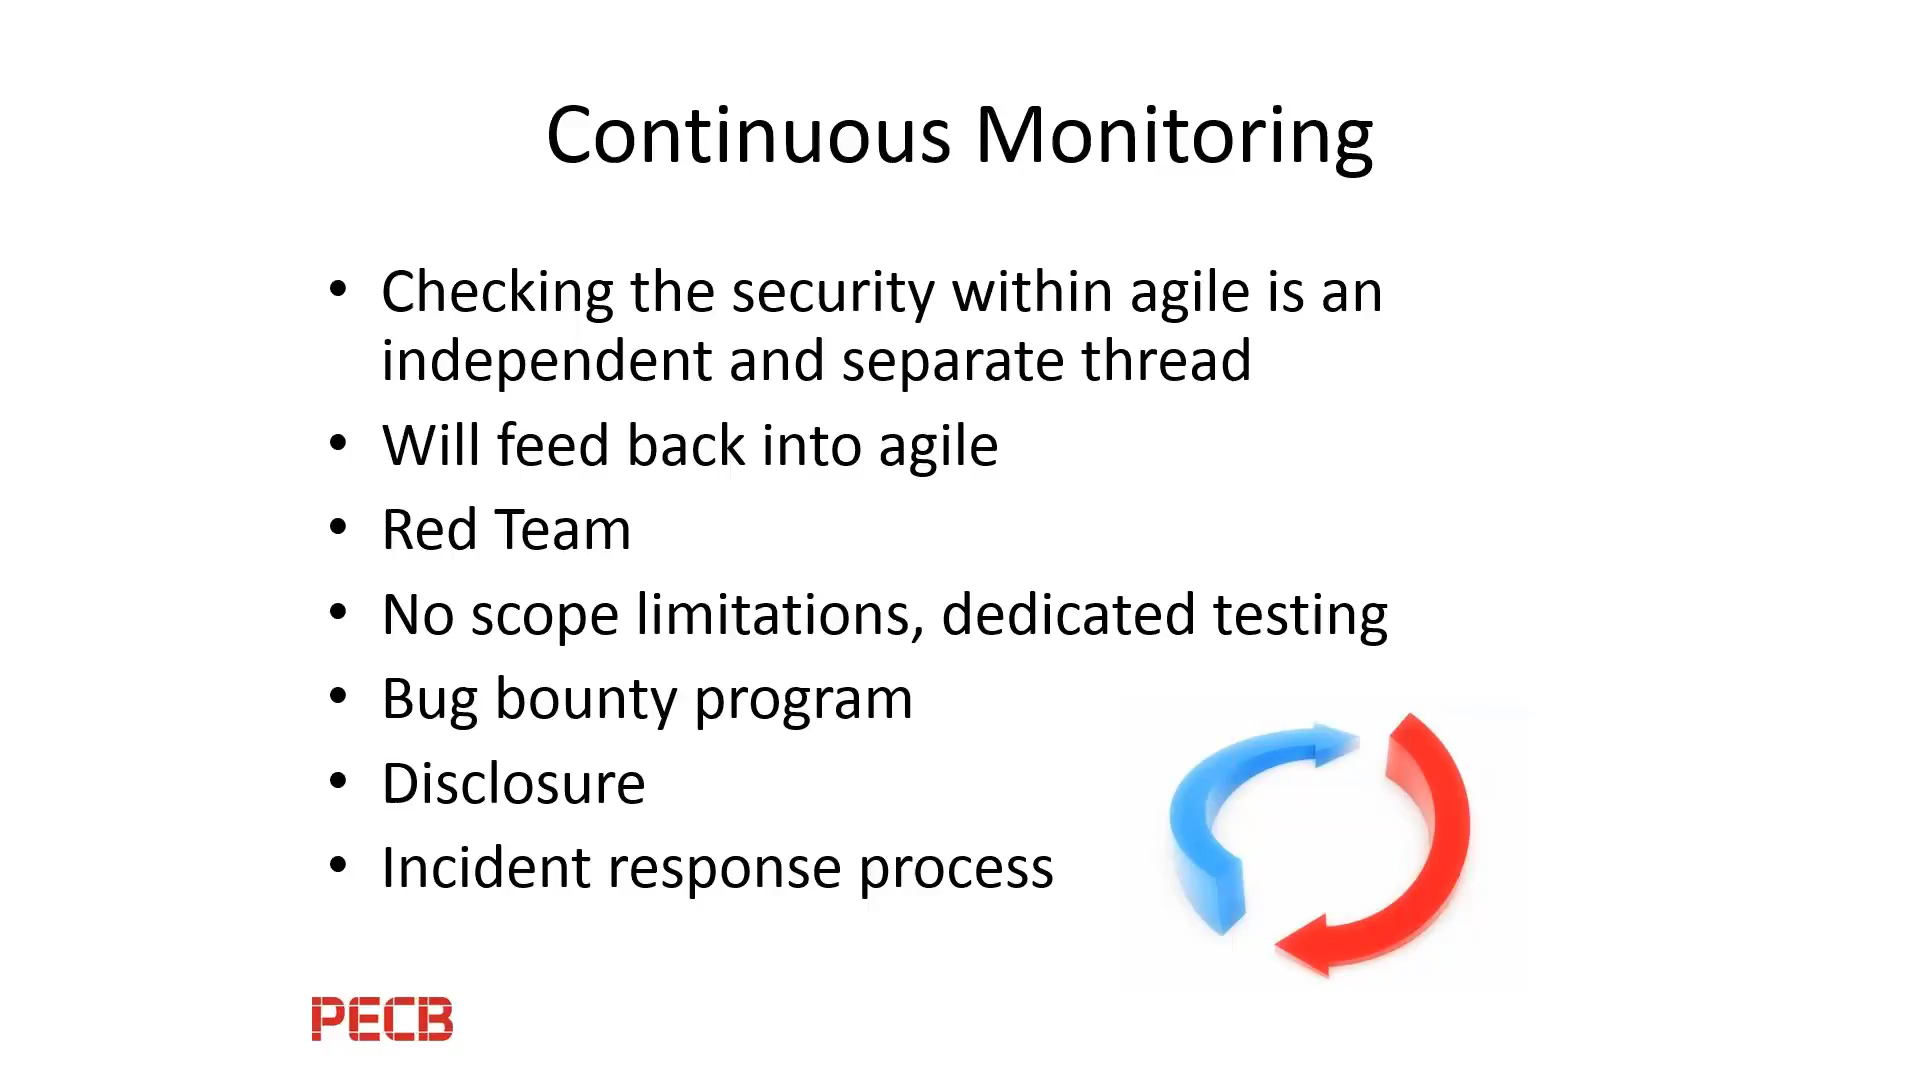 Continuous Monitoring
• Checking the security within agile is an
independent and separate thread
• Will feed back into agile
• Red Team
• No scope limitations, dedicated testing
• Bug bounty program
• Disclosure
• Incident response process
PECB